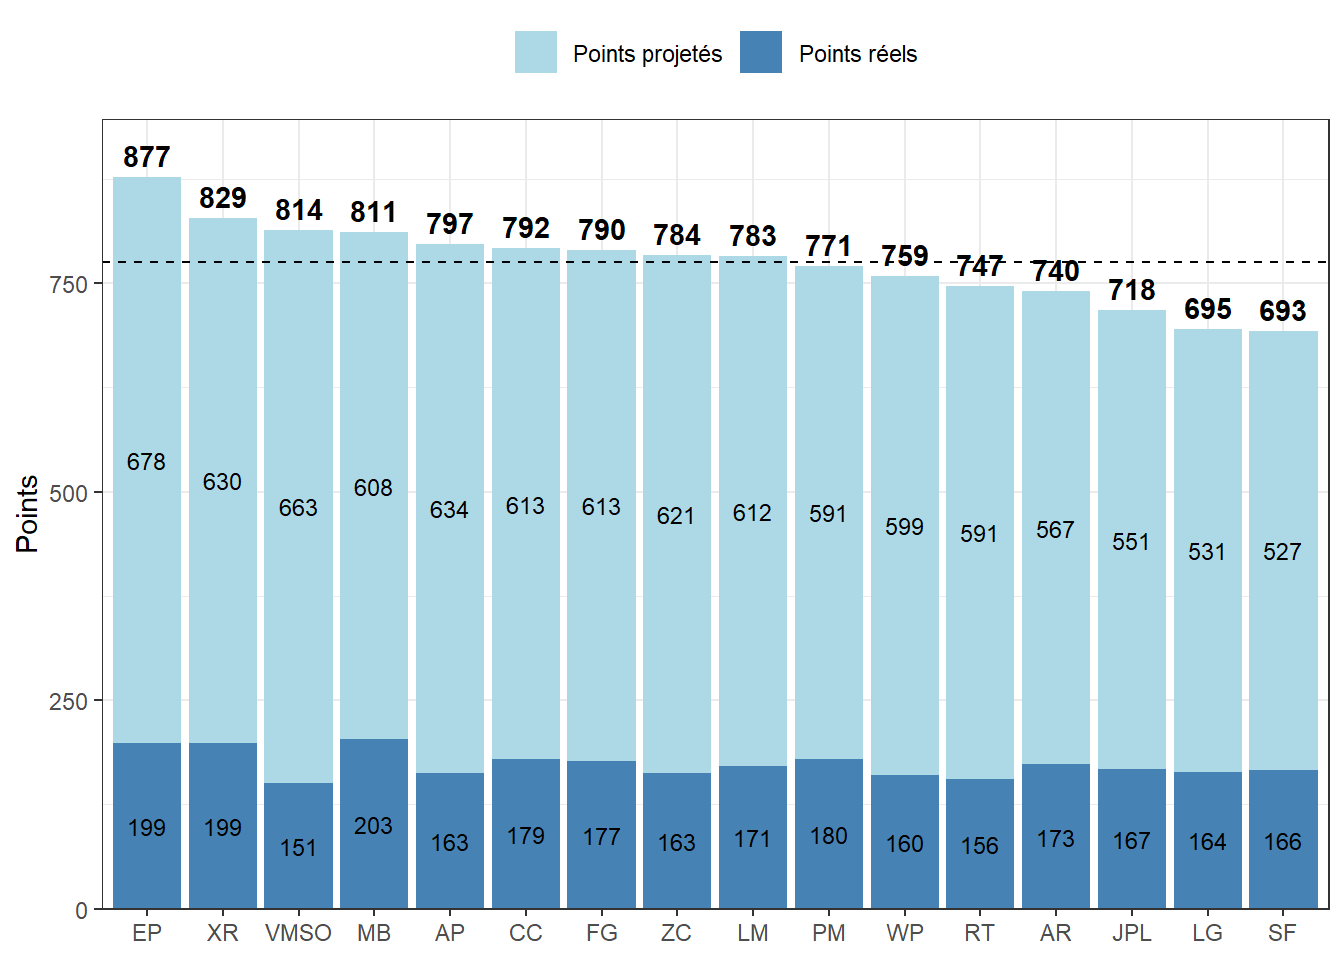 Points projetés Points réels
877
829
814 811
797 792 790 784 783
771 759 747 740
718
695 693
750
678
630 663 608 634 613 613 621 612 591 599 591 567 551 531 527
500
Points
250
199 199 151 203 163 179 177 163 171 180 160 156 173 167 164 166
0
EP XR VMSO MB AP CC FG ZC LM PM WP RT AR JPL LG SF